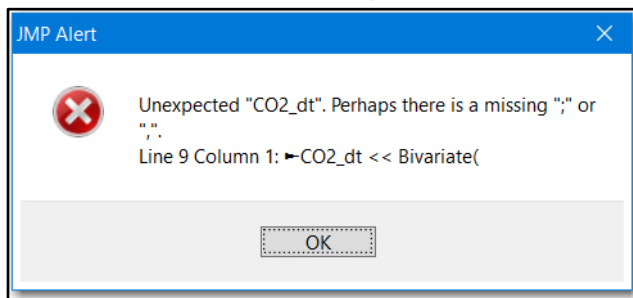 JMP Alert
Unexpected "CO2_dt". Perhaps there is a missing ";" or
",".
Line 9 Column 1: ►CO2_dt << Bivariate(
OK